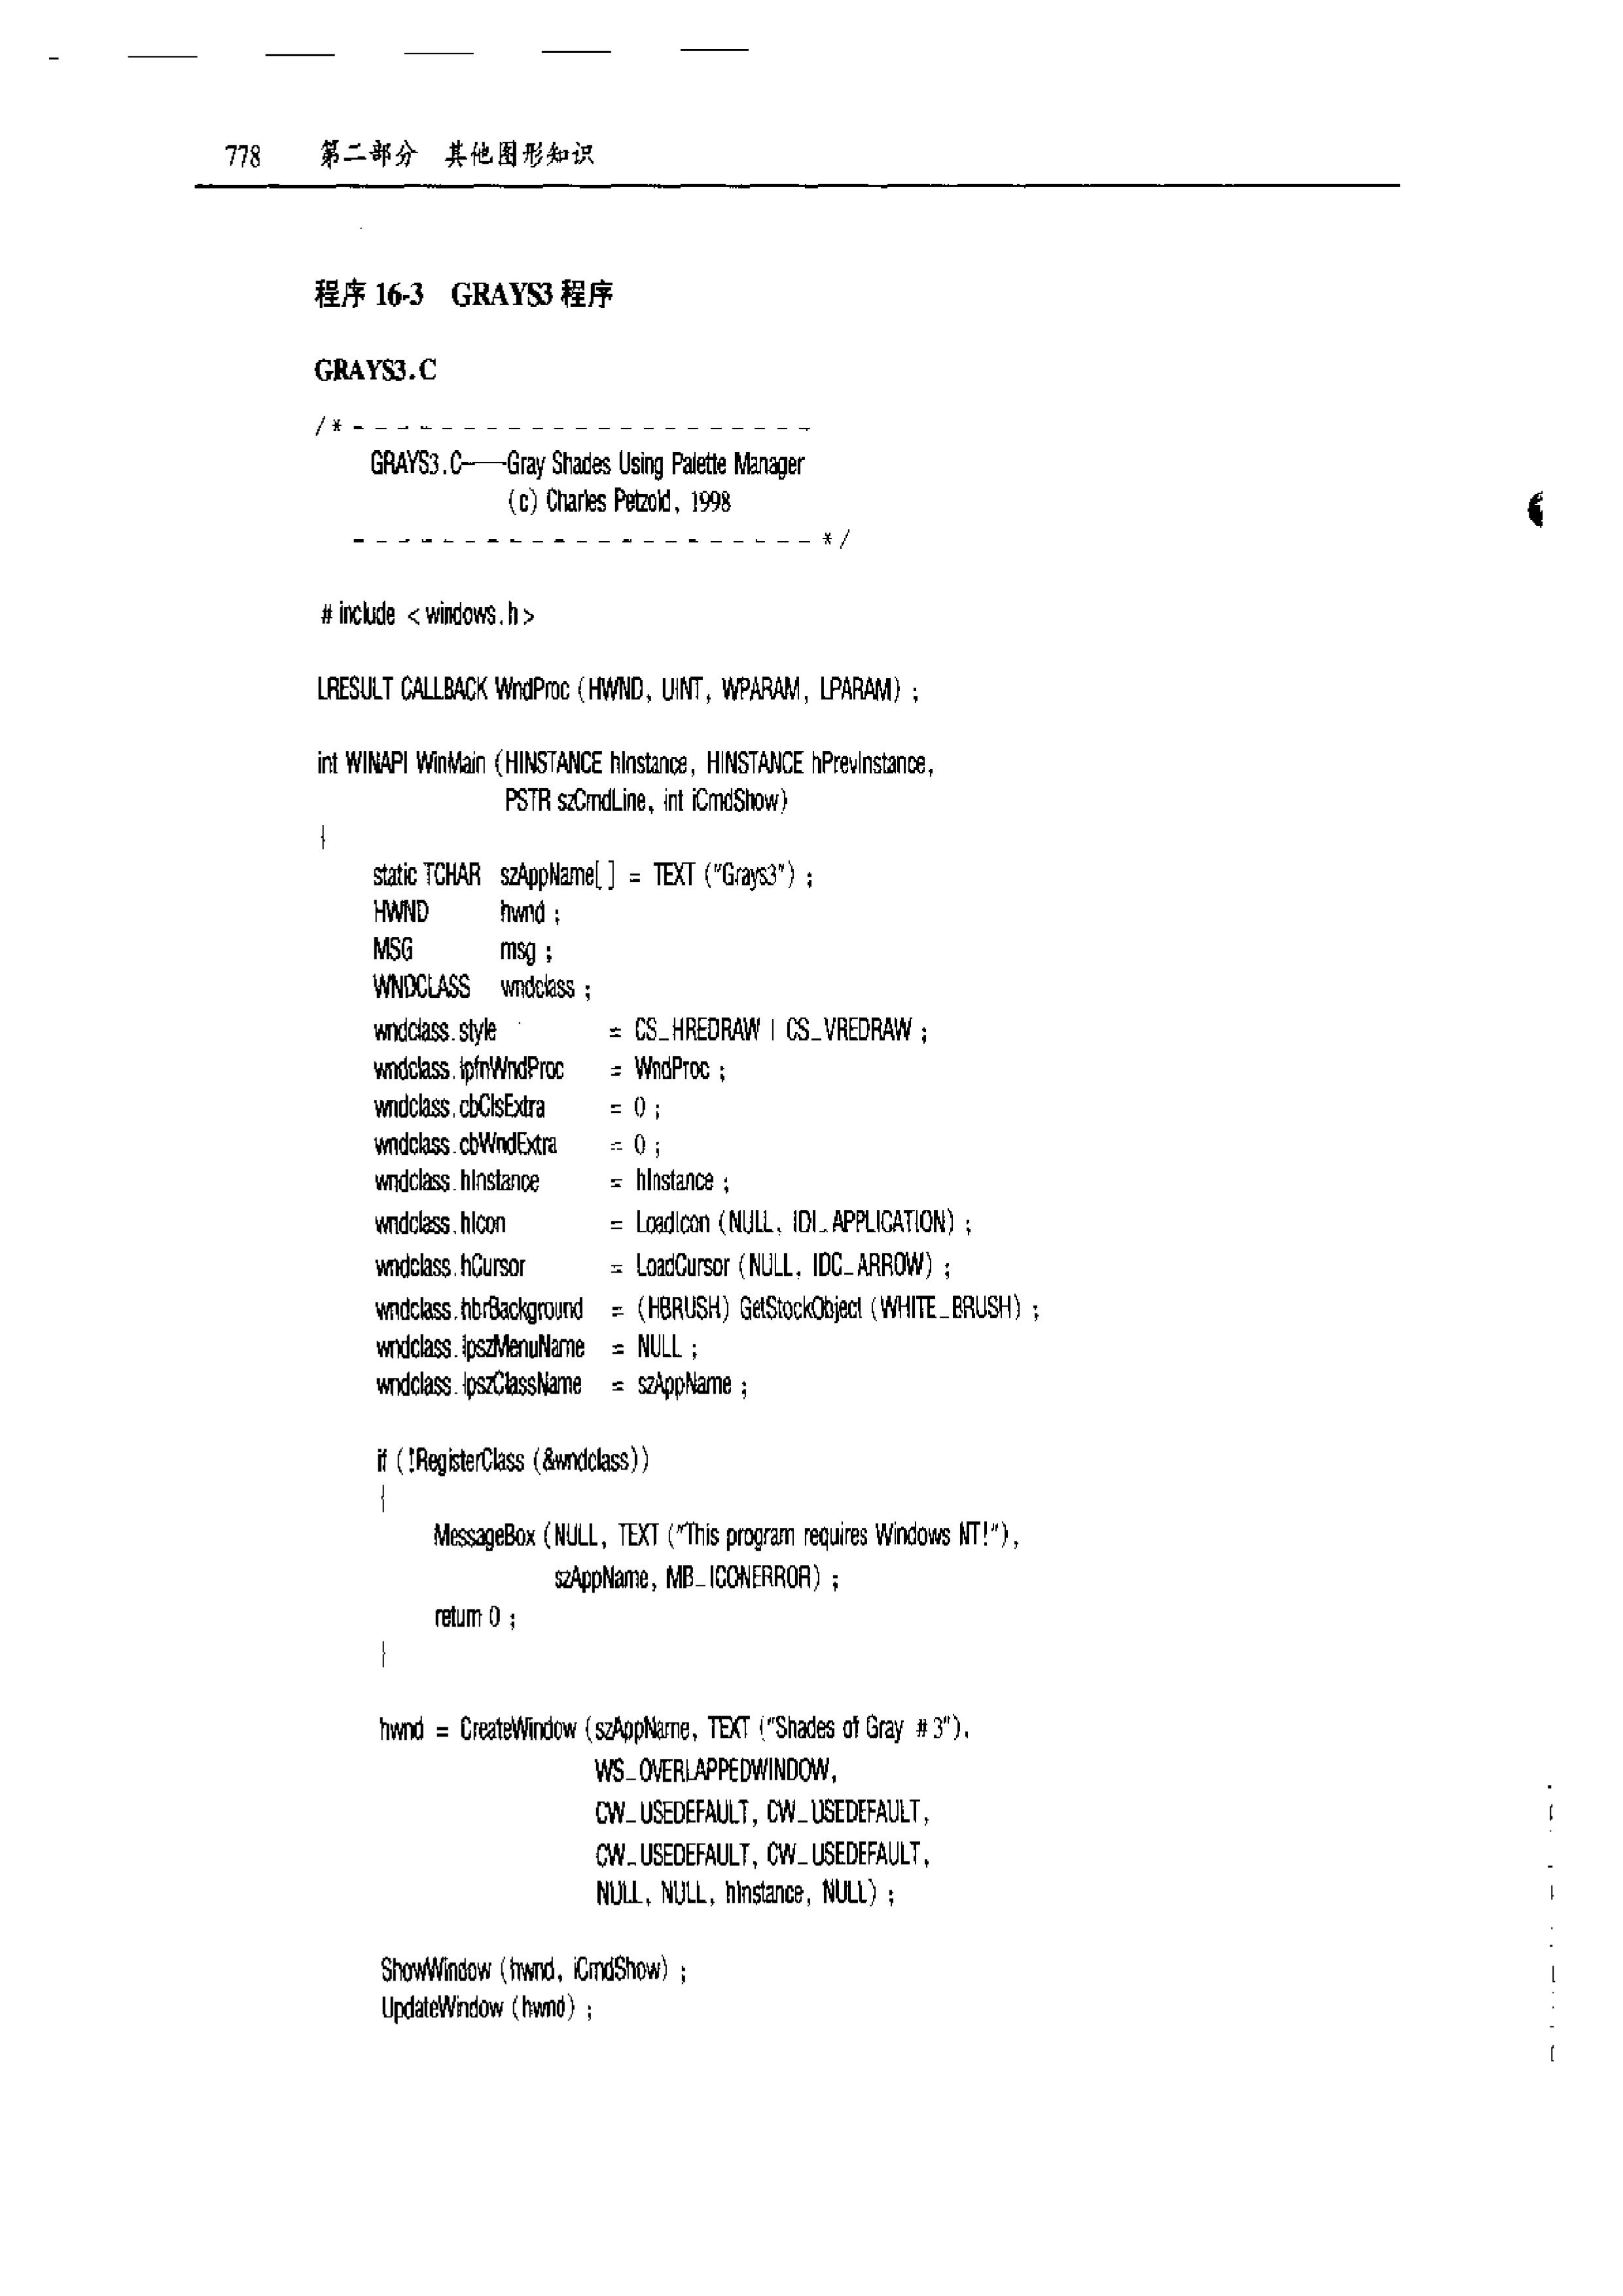 778 第二部分 其他图形知识
程序 16-3 GRAYS3 程序
GRAYS3.C
/* - - - - - - - - - - - - - - - - - - - - -
GRAYS3.C——Gray Shades Using Palette Manager
(c) Charles Petzold, 1998
- - - - - - - - - - - - - - - - - - - - - */
# include <windows.h>
LRESULT CALLBACK WndProc (HWND, UINT, WPARAM, LPARAM) ;
int WINAPI WinMain (HINSTANCE hInstance, HINSTANCE hPrevInstance,
PSTR szCmdLine, int iCmdShow)
{
static TCHAR szAppName[ ] = TEXT ("Grays3") ;
HWND hwnd ;
MSG msg ;
WNDCLASS wndclass ;
wndclass.style = CS_HREDRAW | CS_VREDRAW ;
wndclass.lpfnWndProc = WndProc ;
wndclass.cbClsExtra = 0 ;
wndclass.cbWndExtra = 0 ;
wndclass.hInstance = hInstance ;
wndclass.hIcon = LoadIcon (NULL, IDI_APPLICATION) ;
wndclass.hCursor = LoadCursor (NULL, IDC_ARROW) ;
wndclass.hbrBackground = (HBRUSH) GetStockObject (WHITE_BRUSH) ;
wndclass.lpszMenuName = NULL ;
wndclass.lpszClassName = szAppName ;
if (!RegisterClass (&wndclass))
{
MessageBox (NULL, TEXT ("This program requires Windows NT!"),
szAppName, MB_ICONERROR) ;
return 0 ;
}
hwnd = CreateWindow (szAppName, TEXT ("Shades of Gray #3"),
WS_OVERLAPPEDWINDOW,
CW_USEDEFAULT, CW_USEDEFAULT,
CW_USEDEFAULT, CW_USEDEFAULT,
NULL, NULL, hInstance, NULL) ;
ShowWindow (hwnd, iCmdShow) ;
UpdateWindow (hwnd) ;